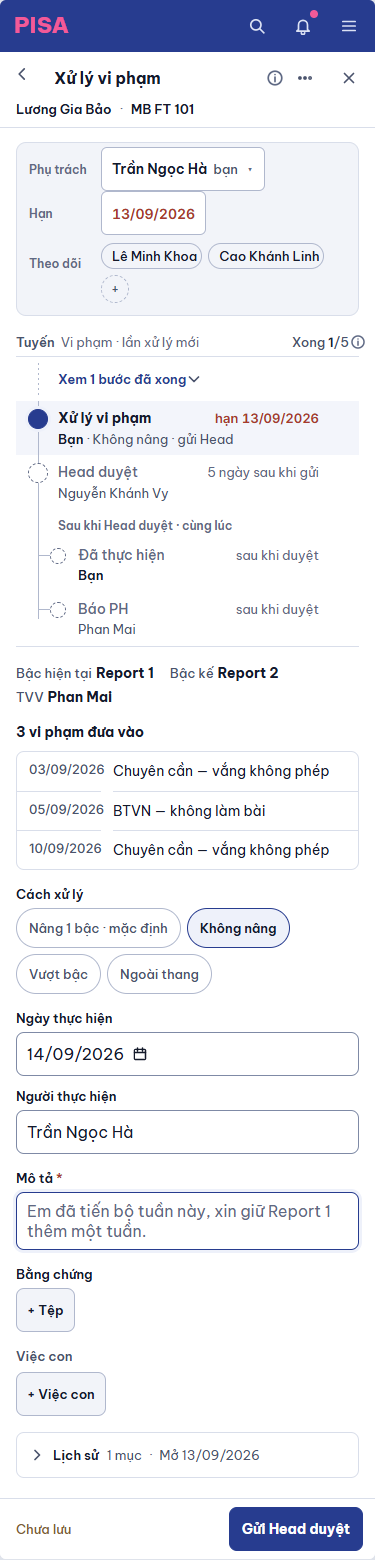 PISA
Xử lý vi phạm
Lương Gia Bảo · MB FT 101
Phụ trách Trần Ngọc Hà bạn
Hạn 13/09/2026
Theo dõi Lê Minh Khoa Cao Khánh Linh
+
Tuyến Vi phạm · lần xử lý mới Xong 1/5
Xem 1 bước đã xong
Xử lý vi phạm hạn 13/09/2026
Bạn · Không nâng · gửi Head
Head duyệt 5 ngày sau khi gửi
Nguyễn Khánh Vy
Sau khi Head duyệt · cùng lúc
Đã thực hiện sau khi duyệt
Bạn
Báo PH sau khi duyệt
Phan Mai
Bậc hiện tại Report 1 Bậc kế Report 2
TVV Phan Mai
3 vi phạm đưa vào
03/09/2026 Chuyên cần — vắng không phép
05/09/2026 BTVN — không làm bài
10/09/2026 Chuyên cần — vắng không phép
Cách xử lý
Nâng 1 bậc · mặc định Không nâng
Vượt bậc Ngoài thang
Ngày thực hiện
14/09/2026
Người thực hiện
Trần Ngọc Hà
Mô tả *
Em đã tiến bộ tuần này, xin giữ Report 1
thêm một tuần.
Bằng chứng
+ Tệp
Việc con
+ Việc con
Lịch sử 1 mục · Mở 13/09/2026
Chưa lưu Gửi Head duyệt